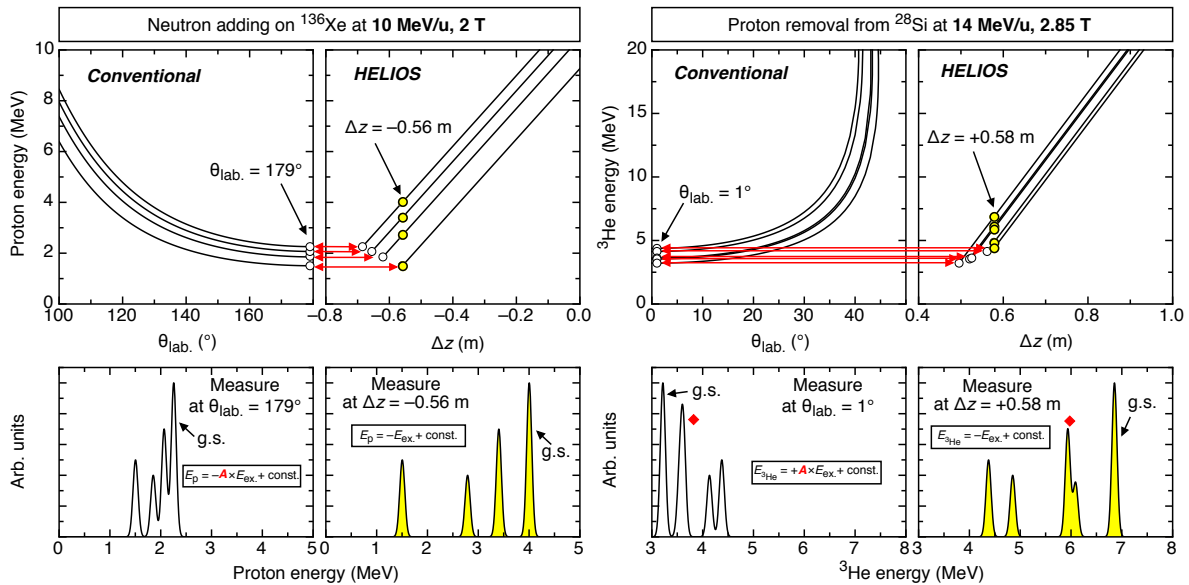 Neutron adding on ¹³⁶Xe at 10 MeV/u, 2 T
Conventional
HELIOS
Δz = –0.56 m
θlab. = 179°
Proton energy (MeV)
10
8
6
4
2
0
100
120
140
160
–0.8
–0.6
–0.4
–0.2
0.0
θlab. (°)
Δz (m)
Proton removal from ²⁸Si at 14 MeV/u, 2.85 T
Conventional
HELIOS
Δz = +0.58 m
θlab. = 1°
³He energy (MeV)
20
15
10
5
0
0
10
20
30
40
0.4
0.6
0.8
1.0
θlab. (°)
Δz (m)
Measure
at θlab. = 179°
g.s.
Ep = –A×Eex.+ const.
Arb. units
0
1
2
3
4
5
Measure
at Δz = –0.56 m
Ep = –Eex.+ const.
g.s.
0
1
2
3
4
5
Proton energy (MeV)
g.s.
Measure
at θlab. = 1°
E3He = +A×Eex.+ const.
Arb. units
3
4
5
6
7
8
Measure
at Δz = +0.58 m
g.s.
E3He = –Eex.+ const.
3
4
5
6
7
8
³He energy (MeV)